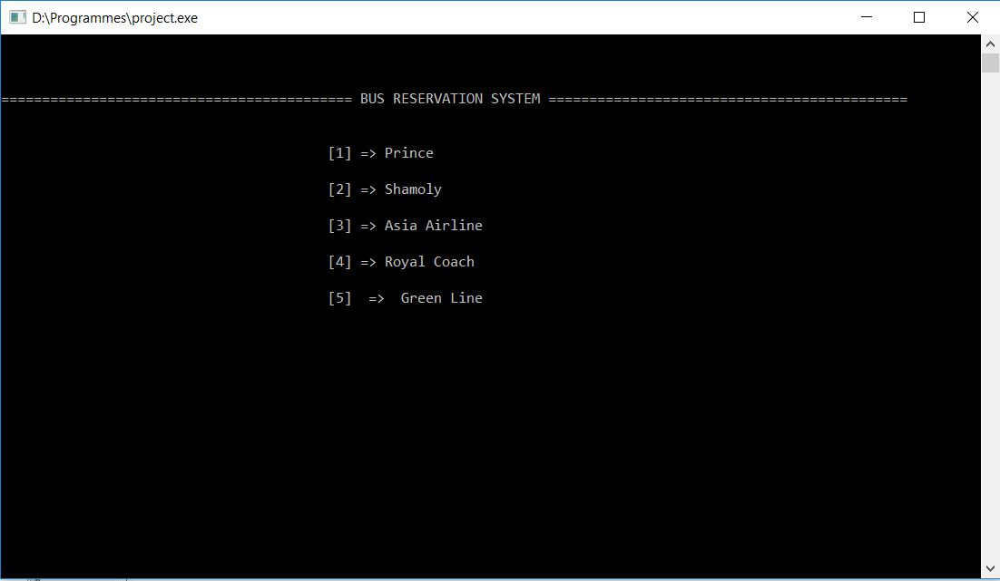 D:\Programmes\project.exe
=========================================== BUS RESERVATION SYSTEM ============================================
[1] => Prince
[2] => Shamoly
[3] => Asia Airline
[4] => Royal Coach
[5]  =>  Green Line